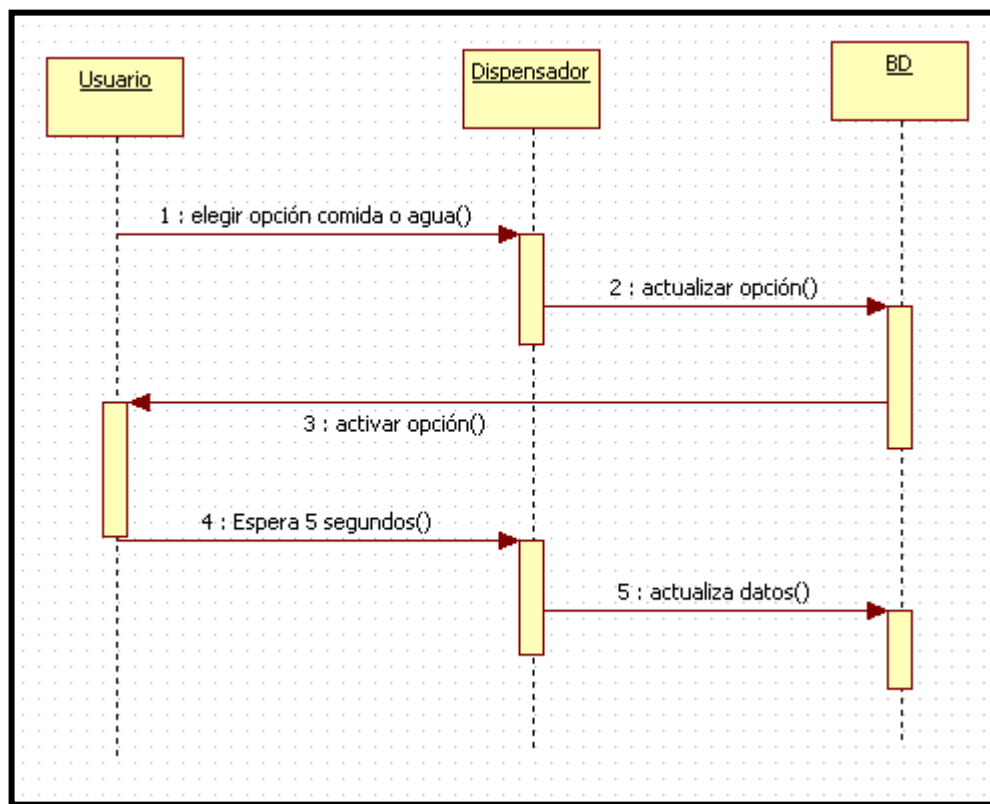 Usuario
Dispensador
BD
1 : elegir opción comida o agua()
2 : actualizar opción()
3 : activar opción()
4 : Espera 5 segundos()
5 : actualiza datos()